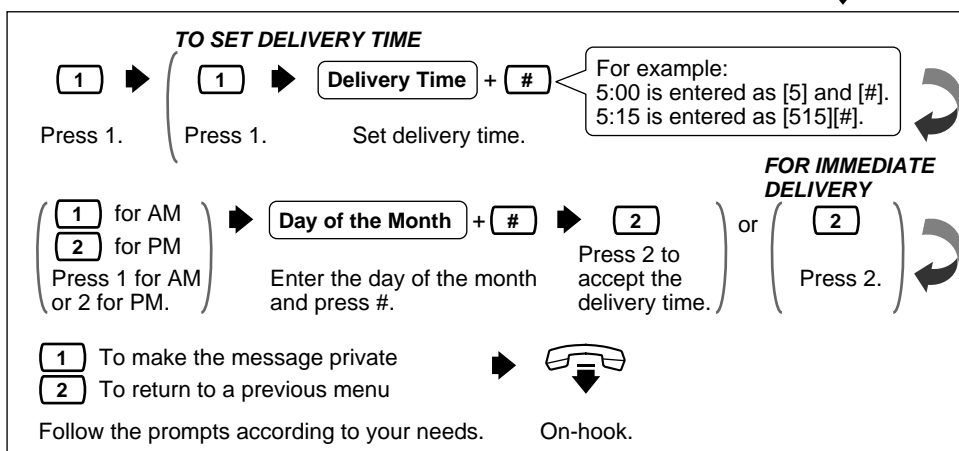 TO SET DELIVERY TIME
1 1 Delivery Time + #
For example:
5:00 is entered as [5] and [#].
5:15 is entered as [515][#].
Press 1. Press 1. Set delivery time.
FOR IMMEDIATE
DELIVERY
1 for AM
2 for PM
Press 1 for AM
or 2 for PM.
Day of the Month + #
Enter the day of the month
and press #.
2
Press 2 to
accept the
delivery time.
or
2
Press 2.
1 To make the message private
2 To return to a previous menu
Follow the prompts according to your needs. On-hook.